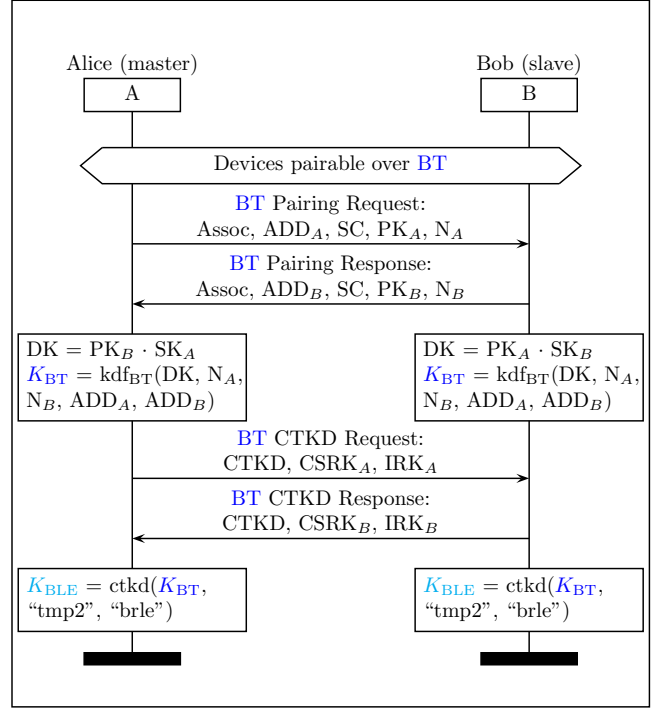 Alice (master) Bob (slave)
A B
Devices pairable over BT
BT Pairing Request:
Assoc, ADD_A, SC, PK_A, N_A
BT Pairing Response:
Assoc, ADD_B, SC, PK_B, N_B
DK = PK_B · SK_A
K_BT = kdf_BT(DK, N_A,
N_B, ADD_A, ADD_B)
DK = PK_A · SK_B
K_BT = kdf_BT(DK, N_A,
N_B, ADD_A, ADD_B)
BT CTKD Request:
CTKD, CSRK_A, IRK_A
BT CTKD Response:
CTKD, CSRK_B, IRK_B
K_BLE = ctkd(K_BT,
“tmp2”, “brle”)
K_BLE = ctkd(K_BT,
“tmp2”, “brle”)